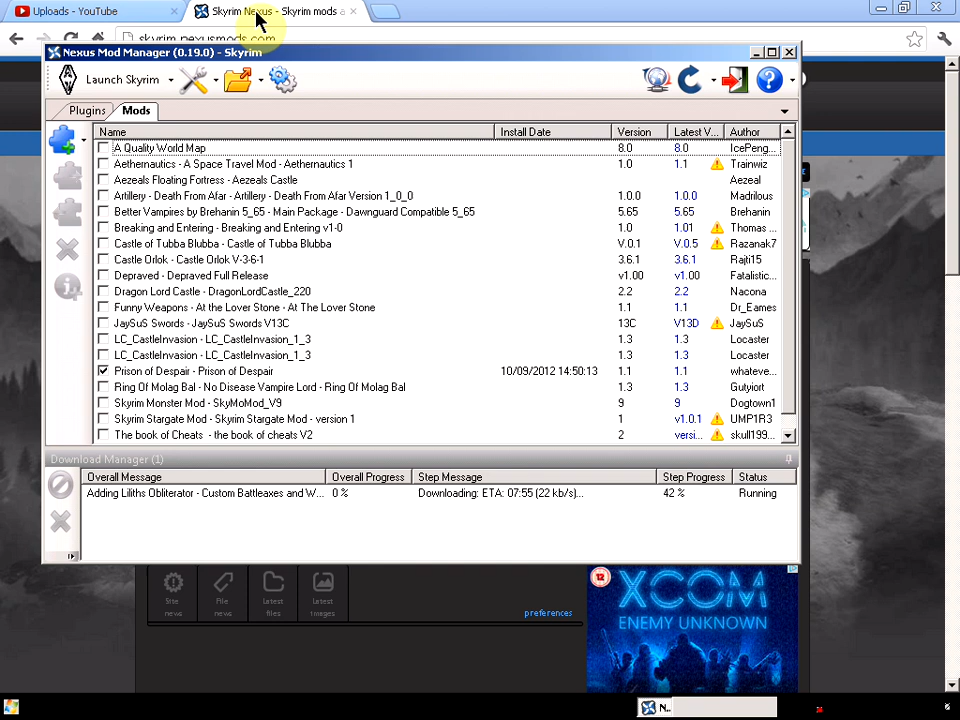 Uploads - YouTube
Skyrim Nexus - Skyrim mods a
skyrim.nexusmods.com
Nexus Mod Manager (0.19.0) - Skyrim
Launch Skyrim
Plugins Mods
Name Install Date Version Latest V... Author
A Quality World Map 8.0 8.0 IcePeng...
Aethernautics - A Space Travel Mod - Aethernautics 1 1.0 1.1 Trainwiz
Aezeals Floating Fortress - Aezeals Castle Aezeal
Artillery - Death From Afar - Artillery - Death From Afar Version 1_0_0 1.0.0 1.0.0 Madrilous
Better Vampires by Brehanin 5_65 - Main Package - Dawnguard Compatible 5_65 5.65 5.65 Brehanin
Breaking and Entering - Breaking and Entering v1-0 1.0 1.01 Thomas ...
Castle of Tubba Blubba - Castle of Tubba Blubba V.0.1 V.0.5 Razanak7
Castle Orlok - Castle Orlok V-3-6-1 3.6.1 3.6.1 Rajti15
Depraved - Depraved Full Release v1.00 v1.00 Fatalistic...
Dragon Lord Castle - DragonLordCastle_220 2.2 2.2 Nacona
Funny Weapons - At the Lover Stone - At The Lover Stone 1.1 1.1 Dr_Eames
JaySuS Swords - JaySuS Swords V13C 13C V13D JaySuS
LC_CastleInvasion - LC_CastleInvasion_1_3 1.3 1.3 Locaster
LC_CastleInvasion - LC_CastleInvasion_1_3 1.3 1.3 Locaster
Prison of Despair - Prison of Despair 10/09/2012 14:50:13 1.1 1.1 whateve...
Ring Of Molag Bal - No Disease Vampire Lord - Ring Of Molag Bal 1.3 1.3 Gutyiort
Skyrim Monster Mod - SkyMoMod_V9 9 9 Dogtown1
Skyrim Stargate Mod - Skyrim Stargate Mod - version 1 1 v1.0.1 UMP1R3
The book of Cheats - the book of cheats V2 2 versi... skull199...
Download Manager (1)
Overall Message Overall Progress Step Message Step Progress Status
Adding Liliths Obliterator - Custom Battleaxes and W... 0 % Downloading: ETA: 07:55 (22 kb/s)... 42 % Running
Site news
File news
Latest files
Latest images
preferences
12
XCOM
ENEMY UNKNOWN
N..